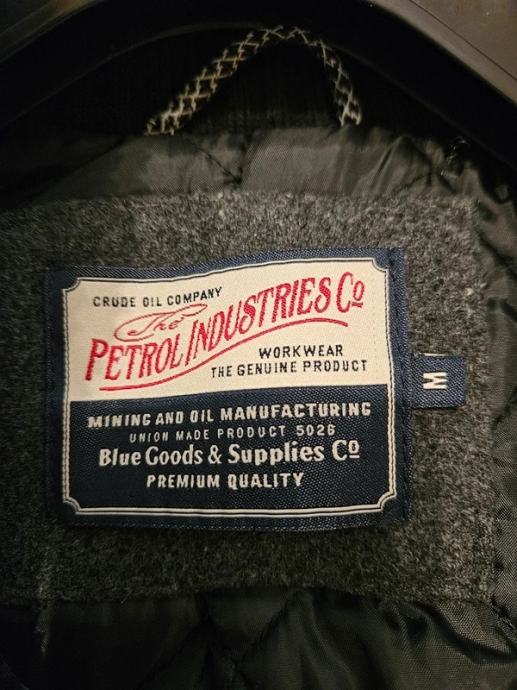 CRUDE OIL COMPANY
The
PETROL INDUSTRIES Co
WORKWEAR
THE GENUINE PRODUCT
MINING AND OIL MANUFACTURING
UNION MADE PRODUCT 5026
Blue Goods & Supplies Co
PREMIUM QUALITY
M